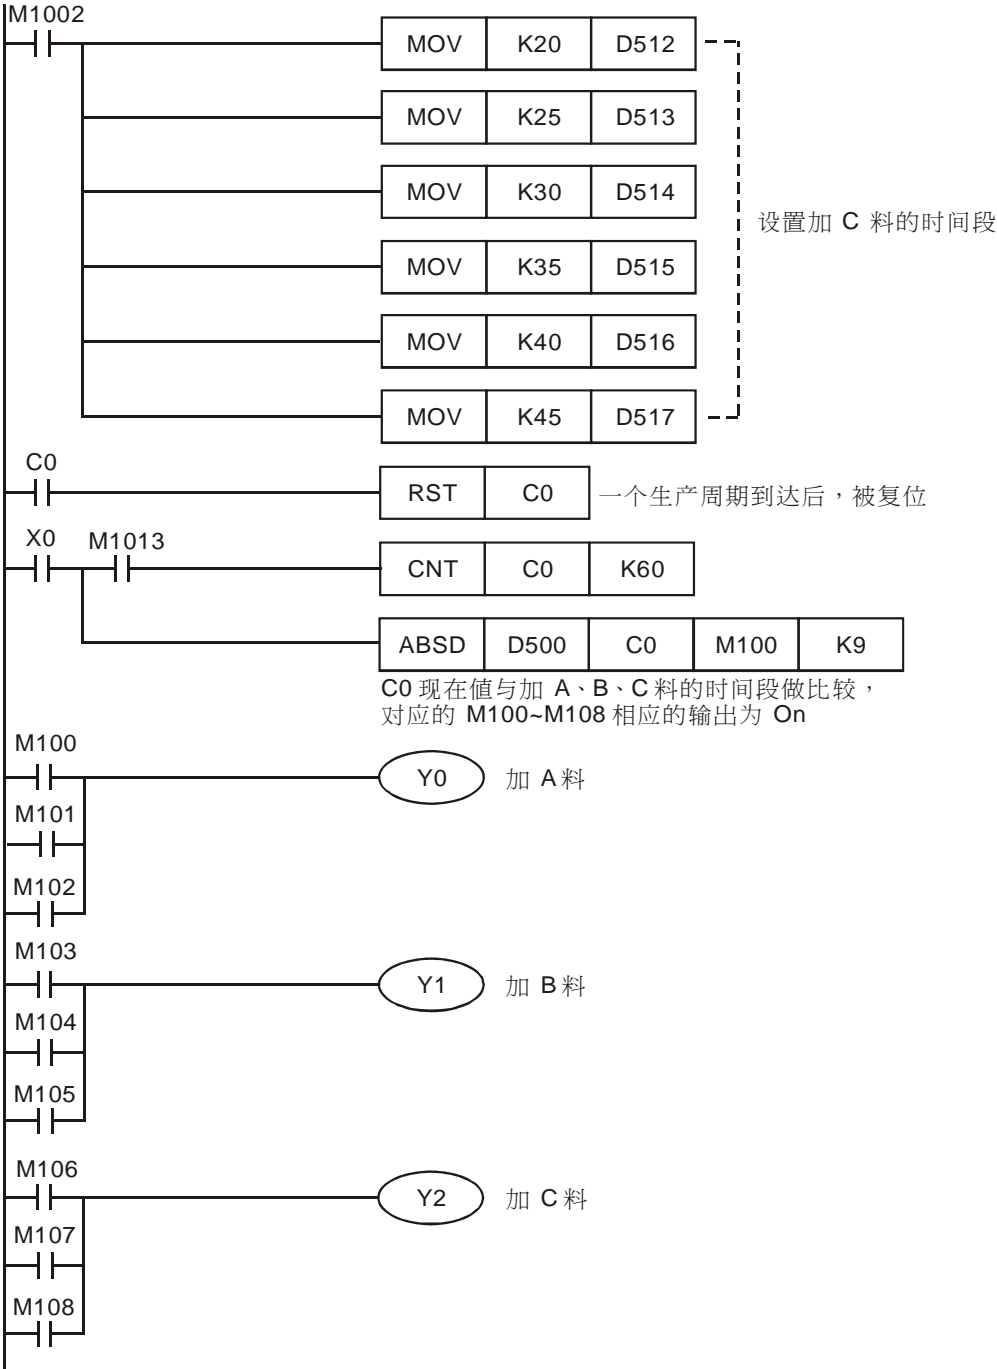 M1002
MOV K20 D512
MOV K25 D513
MOV K30 D514
设置加 C 料的时间段
MOV K35 D515
MOV K40 D516
MOV K45 D517
C0
RST C0 一个生产周期到达后，被复位
X0 M1013
CNT C0 K60
ABSD D500 C0 M100 K9
C0 现在值与加 A、B、C 料的时间段做比较，
对应的 M100~M108 相应的输出为 On
M100
Y0 加 A 料
M101
M102
M103
Y1 加 B 料
M104
M105
M106
Y2 加 C 料
M107
M108